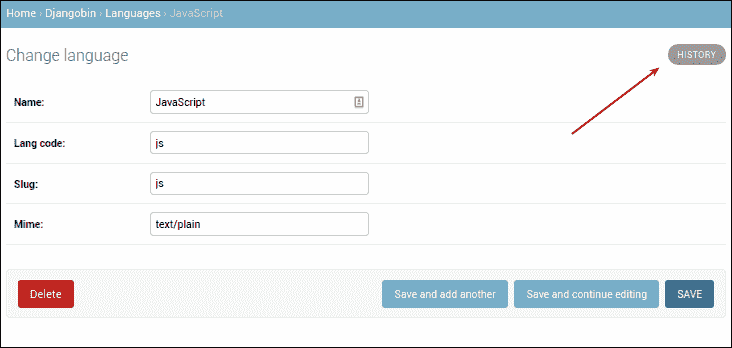 Home › Djangobin › Languages › JavaScript
Change language
HISTORY
Name: JavaScript
Lang code: js
Slug: js
Mime: text/plain
Delete Save and add another Save and continue editing SAVE